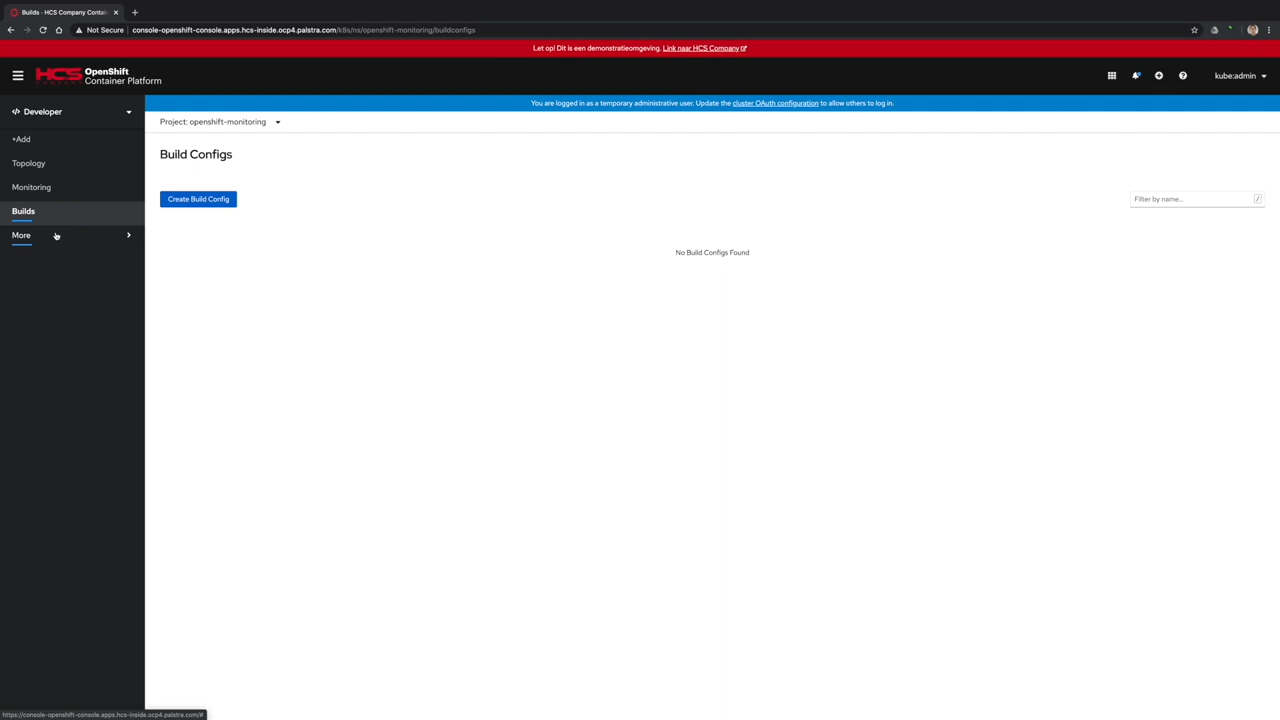 Builds · HCS Company Contain
Not Secure
console-openshift-console.apps.hcs-inside.ocp4.palstra.com/k8s/ns/openshift-monitoring/buildconfigs
Let op! Dit is een demonstratieomgeving. Link naar HCS Company
HCS COMPANY
OpenShift
Container Platform
kube:admin
Developer
You are logged in as a temporary administrative user. Update the cluster OAuth configuration to allow others to log in.
+Add
Project: openshift-monitoring
Topology
Build Configs
Monitoring
Builds
Create Build Config
Filter by name...
/
More
No Build Configs Found
https://console-openshift-console.apps.hcs-inside.ocp4.palstra.com/#